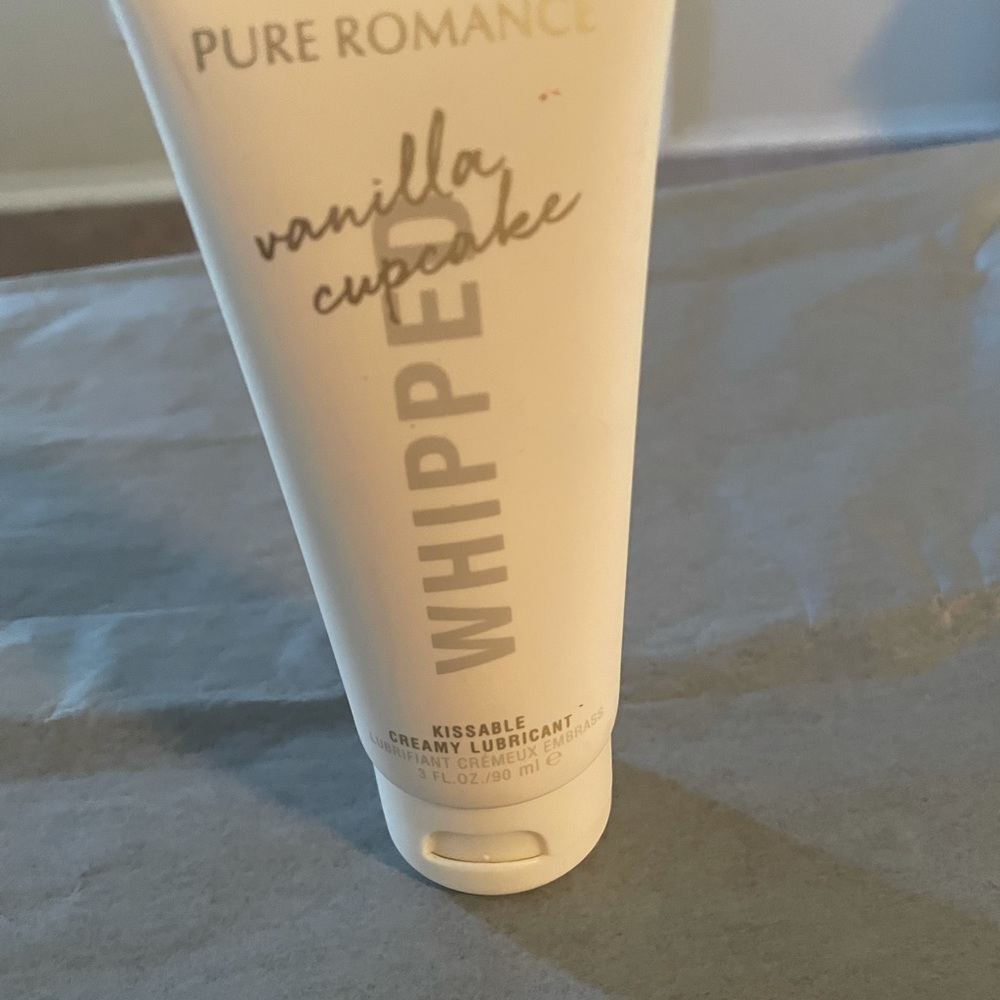 PURE ROMANCE
vanilla
cupcake
WHIPPED
KISSABLE
CREAMY LUBRICANT
LUBRIFIANT CRÉMEUX EMBRASS
3 FL.OZ./90 ml ℮